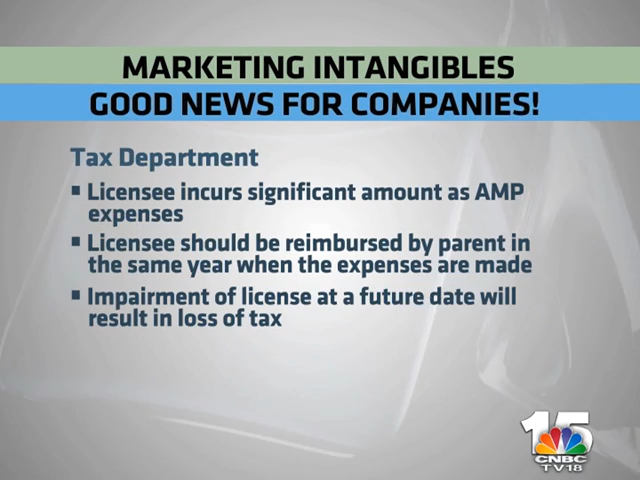 MARKETING INTANGIBLES
GOOD NEWS FOR COMPANIES!
Tax Department
▪ Licensee incurs significant amount as AMP
expenses
▪ Licensee should be reimbursed by parent in
the same year when the expenses are made
▪ Impairment of license at a future date will
result in loss of tax
15
CNBC
TV18